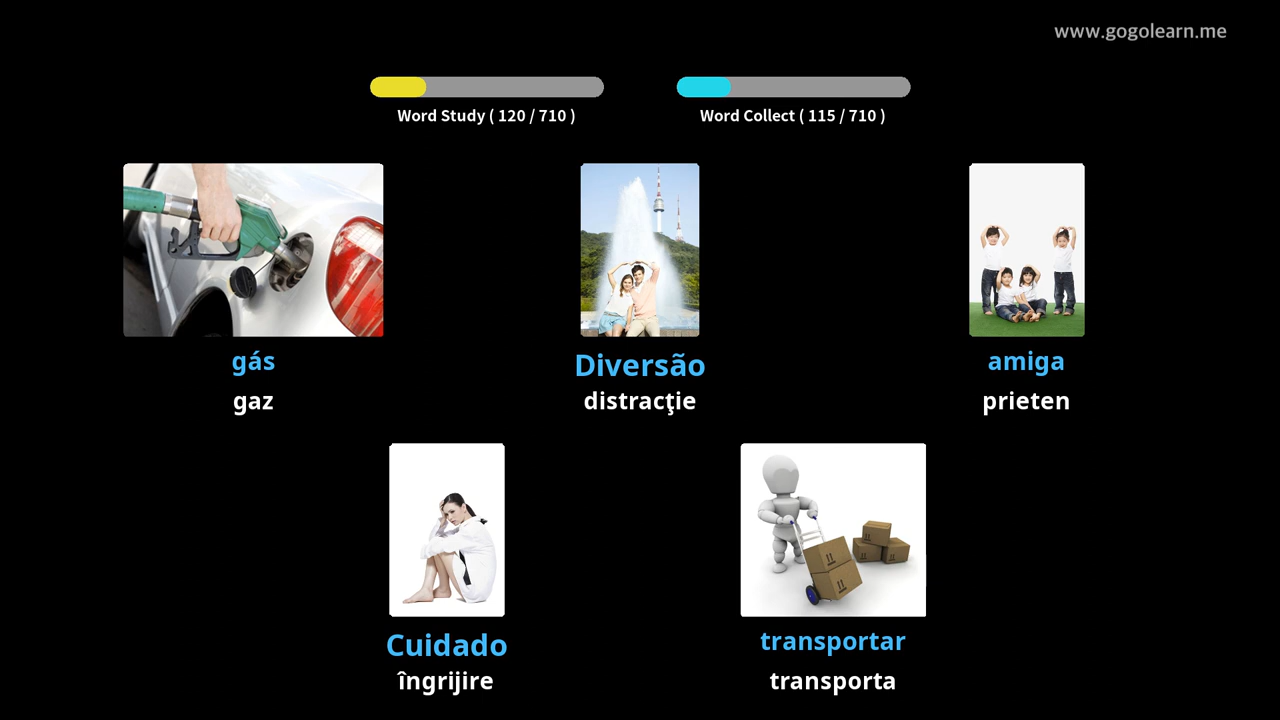 www.gogolearn.me
Word Study ( 120 / 710 )
Word Collect ( 115 / 710 )
gás
gaz
Diversão
distracţie
amiga
prieten
Cuidado
îngrijire
transportar
transporta